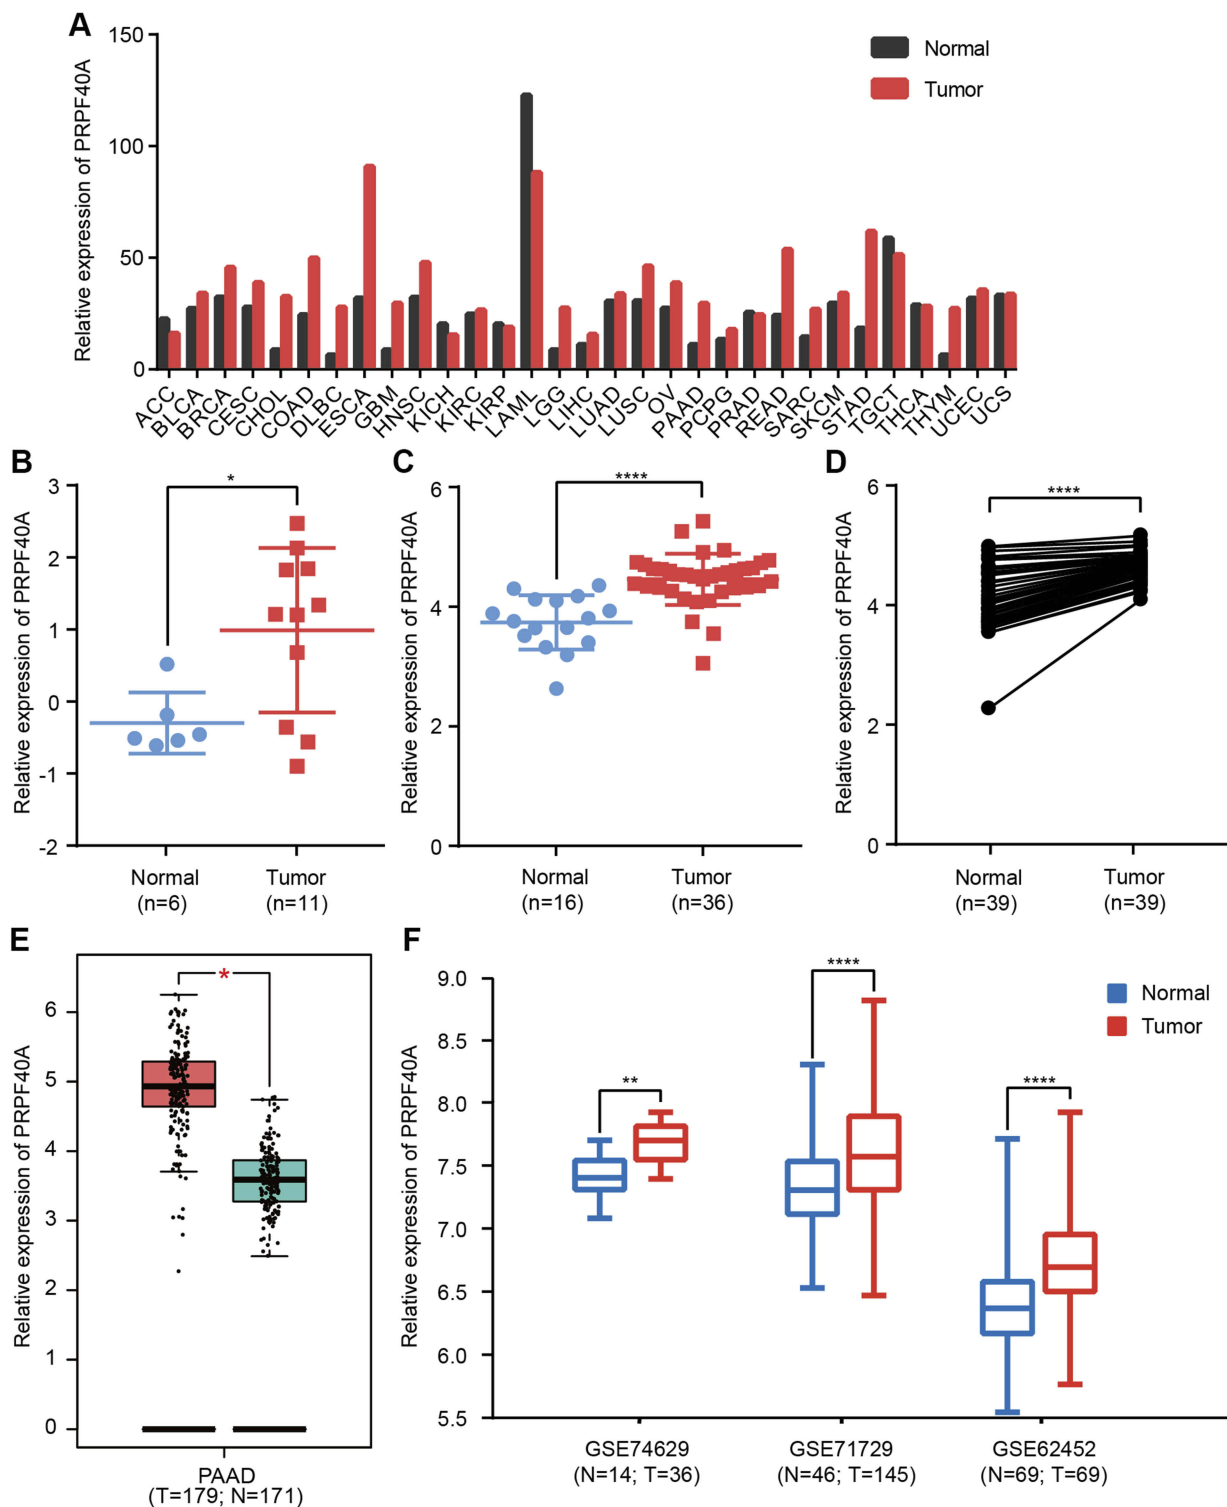 A
Relative expression of PRPF40A
150
100
50
0
Normal
Tumor
ACC
BLCA
BRCA
CESC
CHOL
COAD
DLBC
ESCA
GBM
HNSC
KICH
KIRC
KIRP
LAML
LGG
LIHC
LUAD
LUSC
OV
PAAD
PCPG
PRAD
READ
SARC
SKCM
STAD
TGCT
THCA
THYM
UCEC
UCS
B
Relative expression of PRPF40A
3
2
1
0
-1
-2
*
Normal
(n=6)
Tumor
(n=11)
C
Relative expression of PRPF40A
6
4
2
0
****
Normal
(n=16)
Tumor
(n=36)
D
Relative expression of PRPF40A
6
4
2
0
****
Normal
(n=39)
Tumor
(n=39)
E
Relative expression of PRPF40A
6
5
4
3
2
1
0
*
PAAD
(T=179; N=171)
F
Relative expression of PRPF40A
9.0
8.5
8.0
7.5
7.0
6.5
6.0
5.5
**
****
****
Normal
Tumor
GSE74629
(N=14; T=36)
GSE71729
(N=46; T=145)
GSE62452
(N=69; T=69)